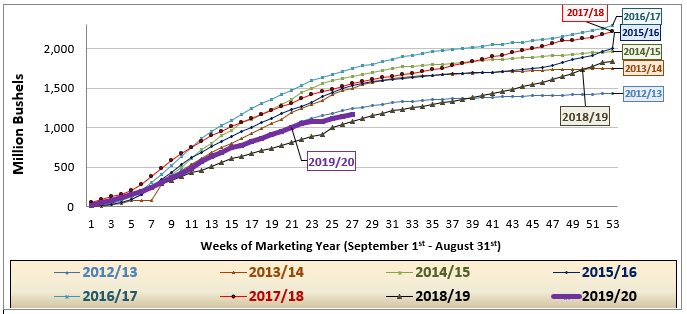 2017/18
2016/17
2015/16
2014/15
2013/14
2012/13
2018/19
2019/20
Million Bushels
2,000
1,500
1,000
500
0
1 3 5 7 9 11 13 15 17 19 21 23 25 27 29 31 33 35 37 39 41 43 45 47 49 51 53
Weeks of Marketing Year (September 1st - August 31st)
2012/13 2013/14 2014/15 2015/16
2016/17 2017/18 2018/19 2019/20